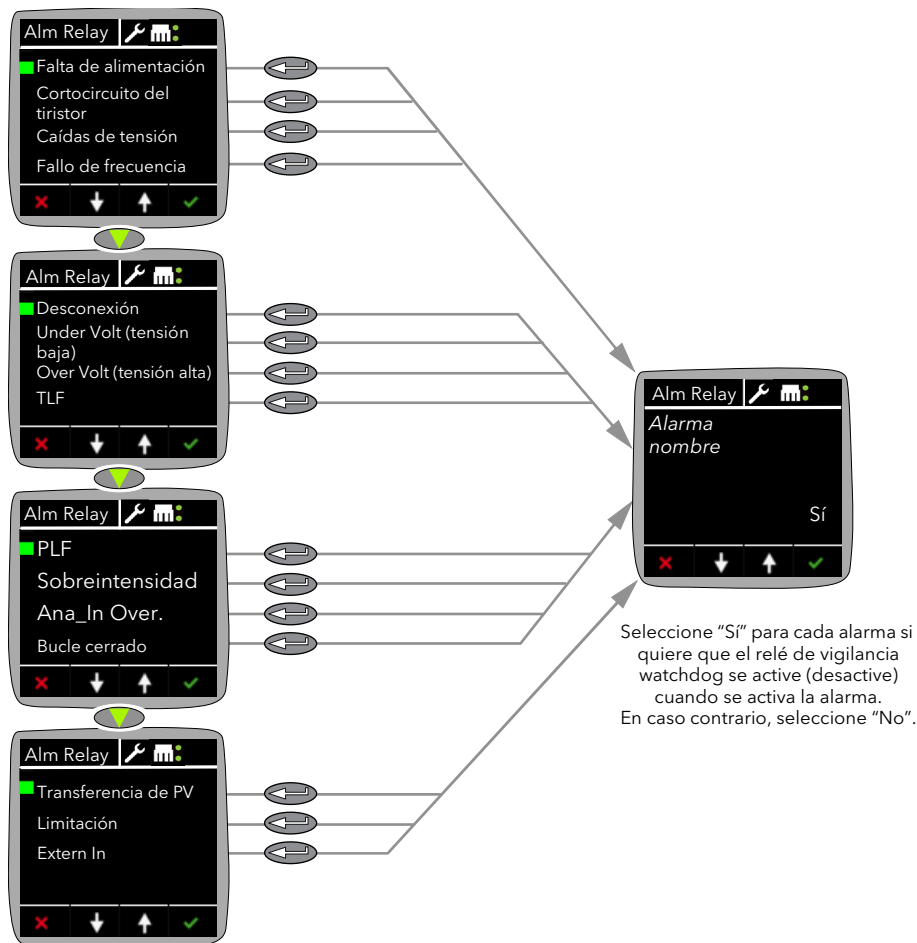 Alm Relay
Falta de alimentación
Cortocircuito del
tiristor
Caídas de tensión
Fallo de frecuencia
Alm Relay
Desconexión
Under Volt (tensión
baja)
Over Volt (tensión alta)
TLF
Alm Relay
PLF
Sobreintensidad
Ana_In Over.
Bucle cerrado
Alm Relay
Transferencia de PV
Limitación
Extern In
Alm Relay
Alarma
nombre
Sí
Seleccione “Sí” para cada alarma si
quiere que el relé de vigilancia
watchdog se active (desactive)
cuando se activa la alarma.
En caso contrario, seleccione “No”.